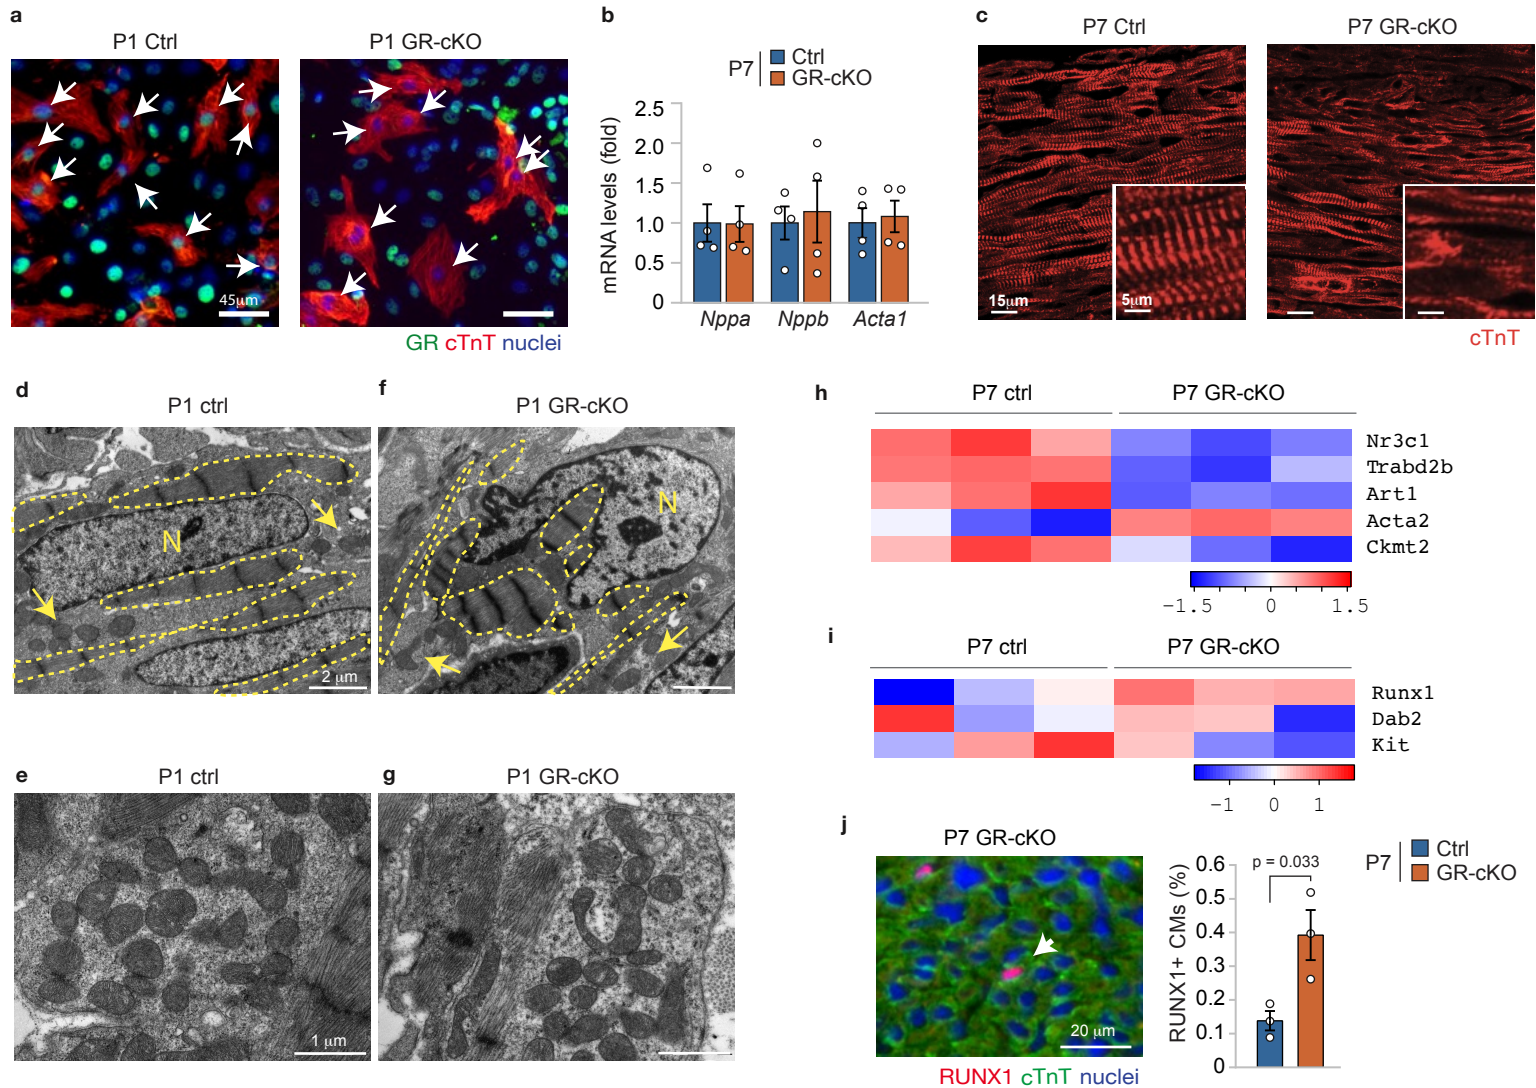 a
P1 Ctrl
P1 GR-cKO
45μm
GR cTnT nuclei
b
P7
Ctrl
GR-cKO
mRNA levels (fold)
2.5
2.0
1.5
1.0
0.5
0
Nppa Nppb Acta1
c
P7 Ctrl
P7 GR-cKO
15μm
5μm
cTnT
d
P1 ctrl
N
2 μm
f
P1 GR-cKO
N
e
P1 ctrl
1 μm
g
P1 GR-cKO
h
P7 ctrl
P7 GR-cKO
Nr3c1
Trabd2b
Art1
Acta2
Ckmt2
−1.5 0 1.5
i
P7 ctrl
P7 GR-cKO
Runx1
Dab2
Kit
−1 0 1
j
P7 GR-cKO
20 μm
RUNX1 cTnT nuclei
RUNX1+ CMs (%)
0.6
0.5
0.4
0.3
0.2
0.1
0
p = 0.033
P7
Ctrl
GR-cKO